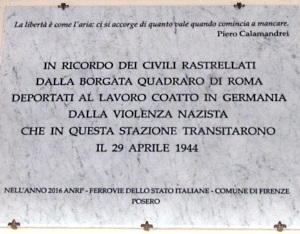 La libertà è come l'aria: ci si accorge di quanto vale quando comincia a mancare.
Piero Calamandrei
IN RICORDO DEI CIVILI RASTRELLATI
DALLA BORGATA QUADRARO DI ROMA
DEPORTATI AL LAVORO COATTO IN GERMANIA
DALLA VIOLENZA NAZISTA
CHE IN QUESTA STAZIONE TRANSITARONO
IL 29 APRILE 1944
NELL'ANNO 2016 ANRP - FERROVIE DELLO STATO ITALIANE - COMUNE DI FIRENZE
POSERO